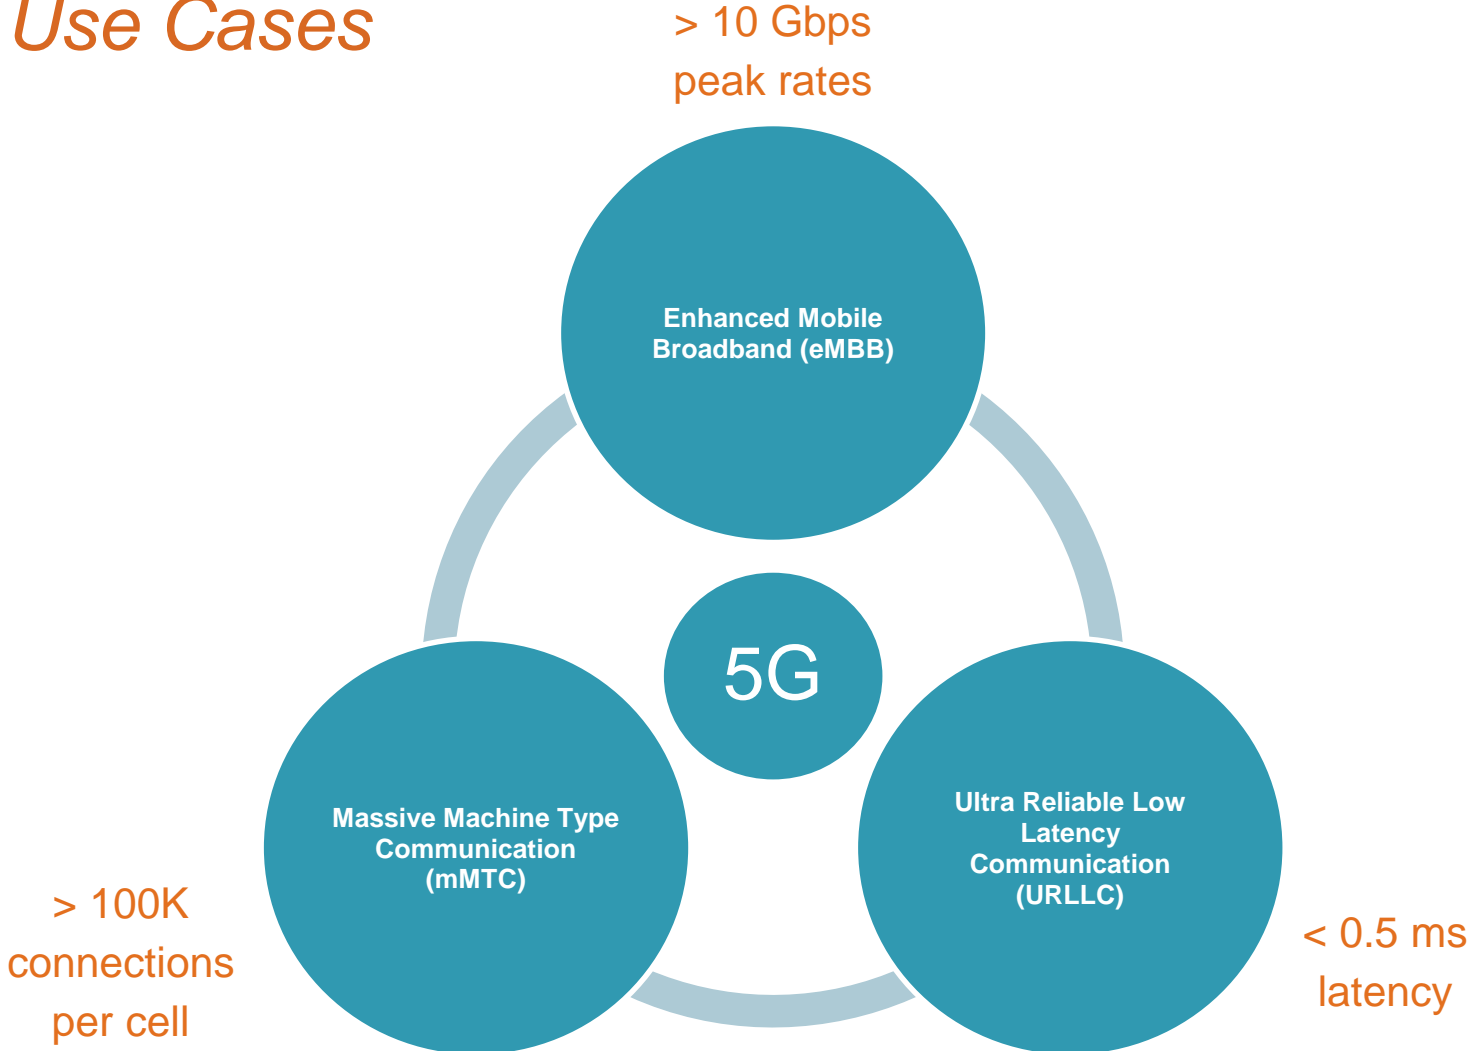 Use Cases
> 10 Gbps
peak rates
Enhanced Mobile
Broadband (eMBB)
5G
Massive Machine Type
Communication
(mMTC)
> 100K
connections
per cell
Ultra Reliable Low
Latency
Communication
(URLLC)
< 0.5 ms
latency